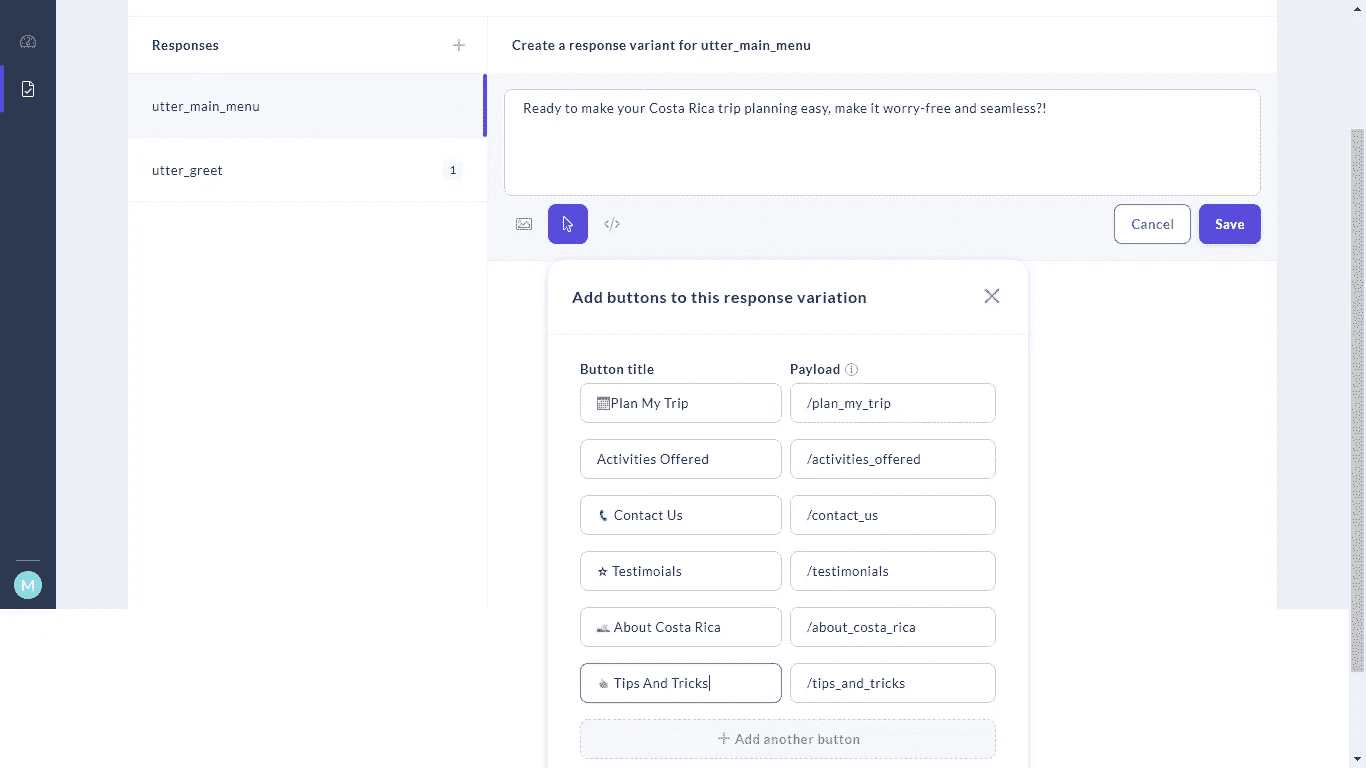 Responses
Create a response variant for utter_main_menu
utter_main_menu
Ready to make your Costa Rica trip planning easy, make it worry-free and seamless?!
utter_greet 1
</>
Cancel Save
Add buttons to this response variation
Button title Payload
Plan My Trip /plan_my_trip
Activities Offered /activities_offered
Contact Us /contact_us
Testimoials /testimonials
About Costa Rica /about_costa_rica
Tips And Tricks /tips_and_tricks
Add another button
M